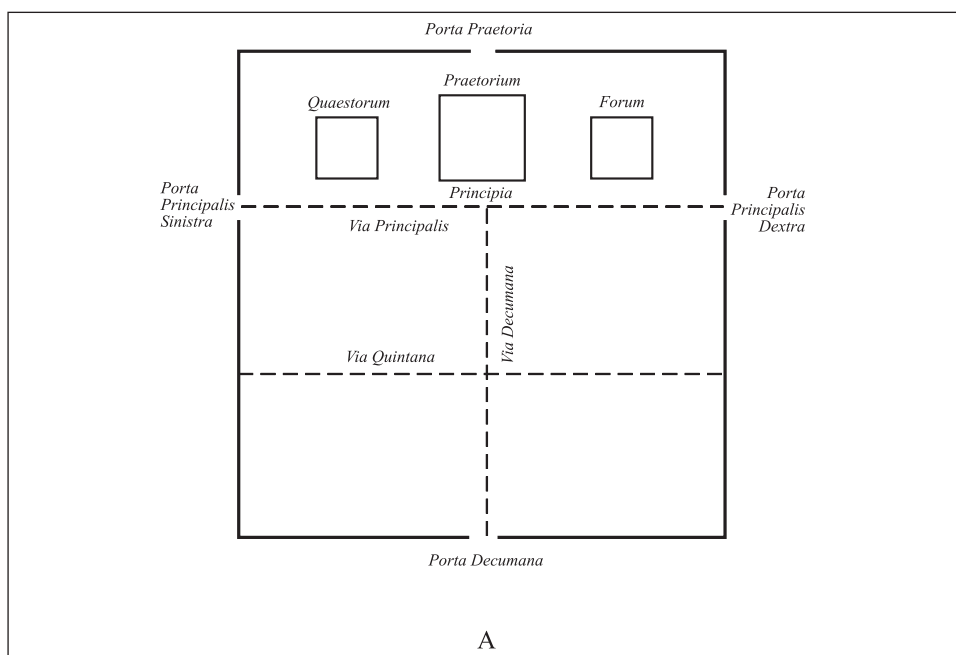 Porta Praetoria
Praetorium
Quaestorum
Forum
Porta
Principalis
Sinistra
Principia
Porta
Principalis
Dextra
Via Principalis
Via Decumana
Via Quintana
Porta Decumana
A